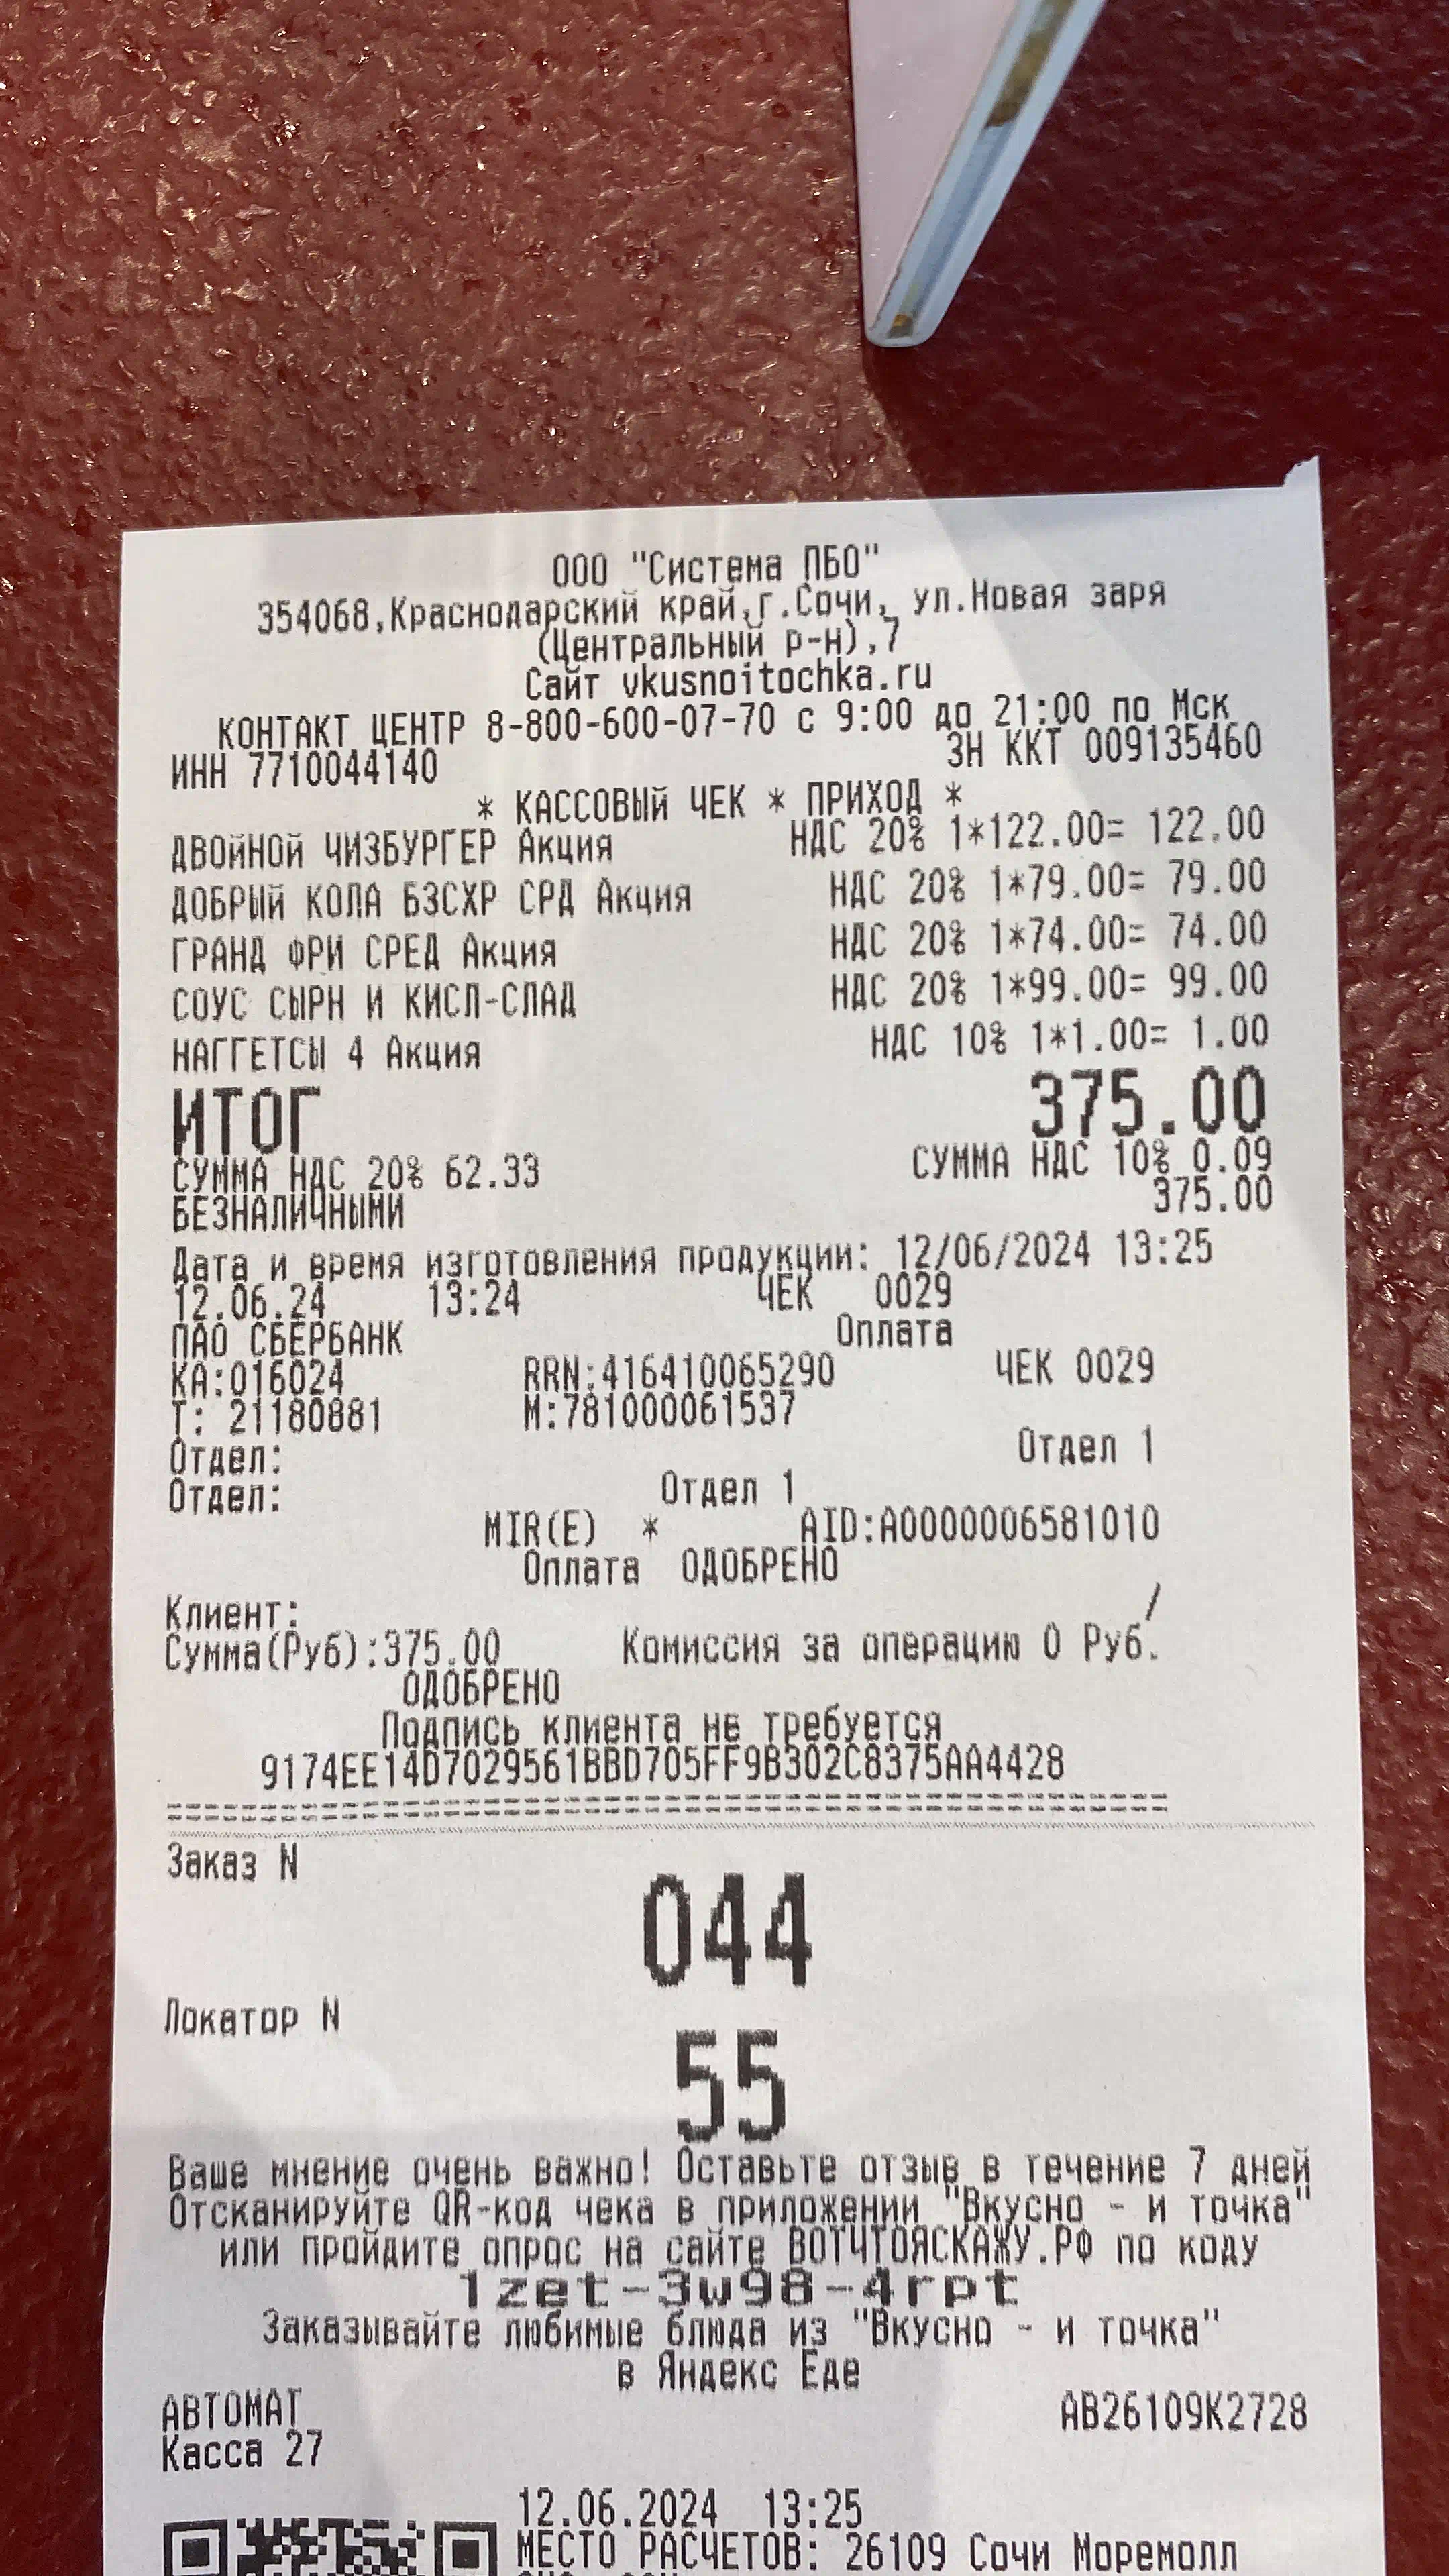 ООО "Система ПБО"
354068,Краснодарский край,г.Сочи, ул.Новая заря
(Центральный р-н),7
Сайт vkusnoitochka.ru
КОНТАКТ ЦЕНТР 8-800-600-07-70 с 9:00 до 21:00 по Мск
ИНН 7710044140 ЗН ККТ 009135460
* КАССОВЫЙ ЧЕК * ПРИХОД *
ДВОЙНОЙ ЧИЗБУРГЕР Акция НДС 20% 1*122.00= 122.00
ДОБРЫЙ КОЛА БЗСХР СРД Акция НДС 20% 1*79.00= 79.00
ГРАНД ФРИ СРЕД Акция НДС 20% 1*74.00= 74.00
СОУС СЫРН И КИСЛ-СЛАД НДС 20% 1*99.00= 99.00
НАГГЕТСЫ 4 Акция НДС 10% 1*1.00= 1.00
ИТОГ 375.00
СУММА НДС 20% 62.33 СУММА НДС 10% 0.09
БЕЗНАЛИЧНЫМИ 375.00
Дата и время изготовления продукции: 12/06/2024 13:25
12.06.24 13:24 ЧЕК 0029
ПАО СБЕРБАНК Оплата
КА:016024 RRN:416410065290 ЧЕК 0029
Т: 21180881 М:781000061537
Отдел: Отдел 1
Отдел: Отдел 1
MIR(E) * AID:A0000006581010
Оплата ОДОБРЕНО
Клиент: /
Сумма(Руб):375.00 Комиссия за операцию 0 Руб.
ОДОБРЕНО
Подпись клиента не требуется
9174EE14D7029561BBD705FF9B302C8375AA4428
Заказ N
044
Локатор N
55
Ваше мнение очень важно! Оставьте отзыв в течение 7 дней
Отсканируйте QR-код чека в приложении "Вкусно - и точка"
или пройдите опрос на сайте ВОТЧТОЯСКАЖУ.РФ по коду
1zet-3w98-4rpt
Заказывайте любимые блюда из "Вкусно - и точка"
в Яндекс Еде
АВТОМАТ АВ26109К2728
Касса 27
12.06.2024 13:25
МЕСТО РАСЧЕТОВ: 26109 Сочи Моремолл